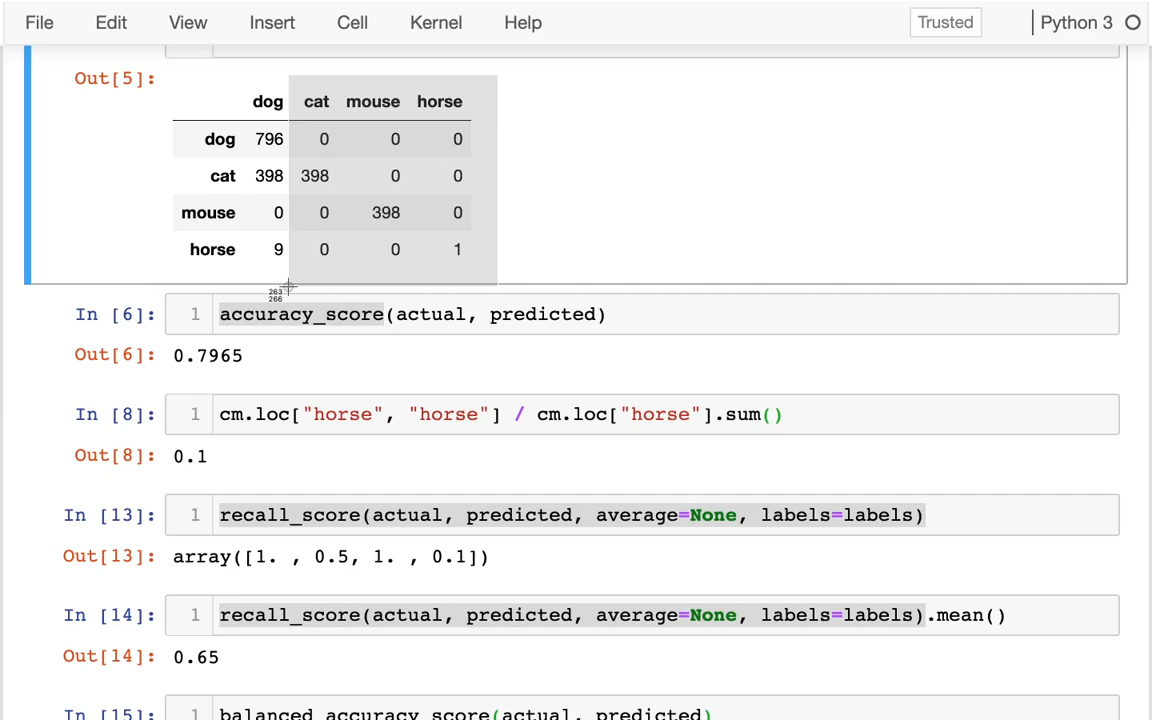 File Edit View Insert Cell Kernel Help Trusted Python 3
Out[5]:
dog cat mouse horse
dog 796 0 0 0
cat 398 398 0 0
mouse 0 0 398 0
horse 9 0 0 1
263
266
In [6]: 1 accuracy_score(actual, predicted)
Out[6]: 0.7965
In [8]: 1 cm.loc["horse", "horse"] / cm.loc["horse"].sum()
Out[8]: 0.1
In [13]: 1 recall_score(actual, predicted, average=None, labels=labels)
Out[13]: array([1. , 0.5, 1. , 0.1])
In [14]: 1 recall_score(actual, predicted, average=None, labels=labels).mean()
Out[14]: 0.65
In [15]: 1 balanced_accuracy_score(actual, predicted)